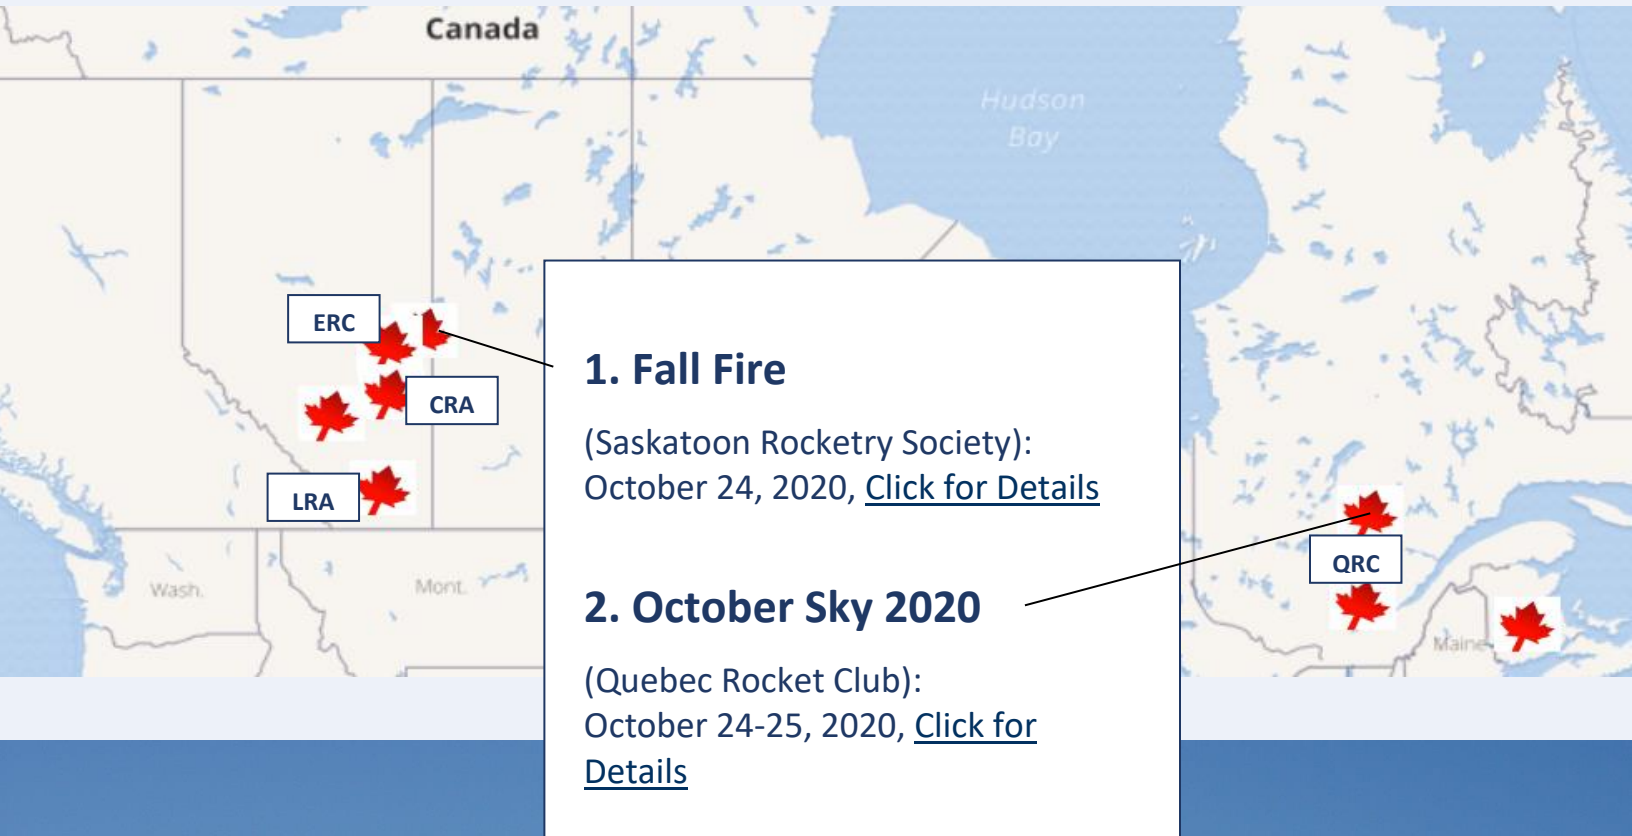 Canada
Hudson
Bay
ERC
CRA
LRA
Wash.
Mont.
1. Fall Fire
(Saskatoon Rocketry Society):
October 24, 2020, Click for Details
2. October Sky 2020
(Quebec Rocket Club):
October 24-25, 2020, Click for
Details
QRC
Maine